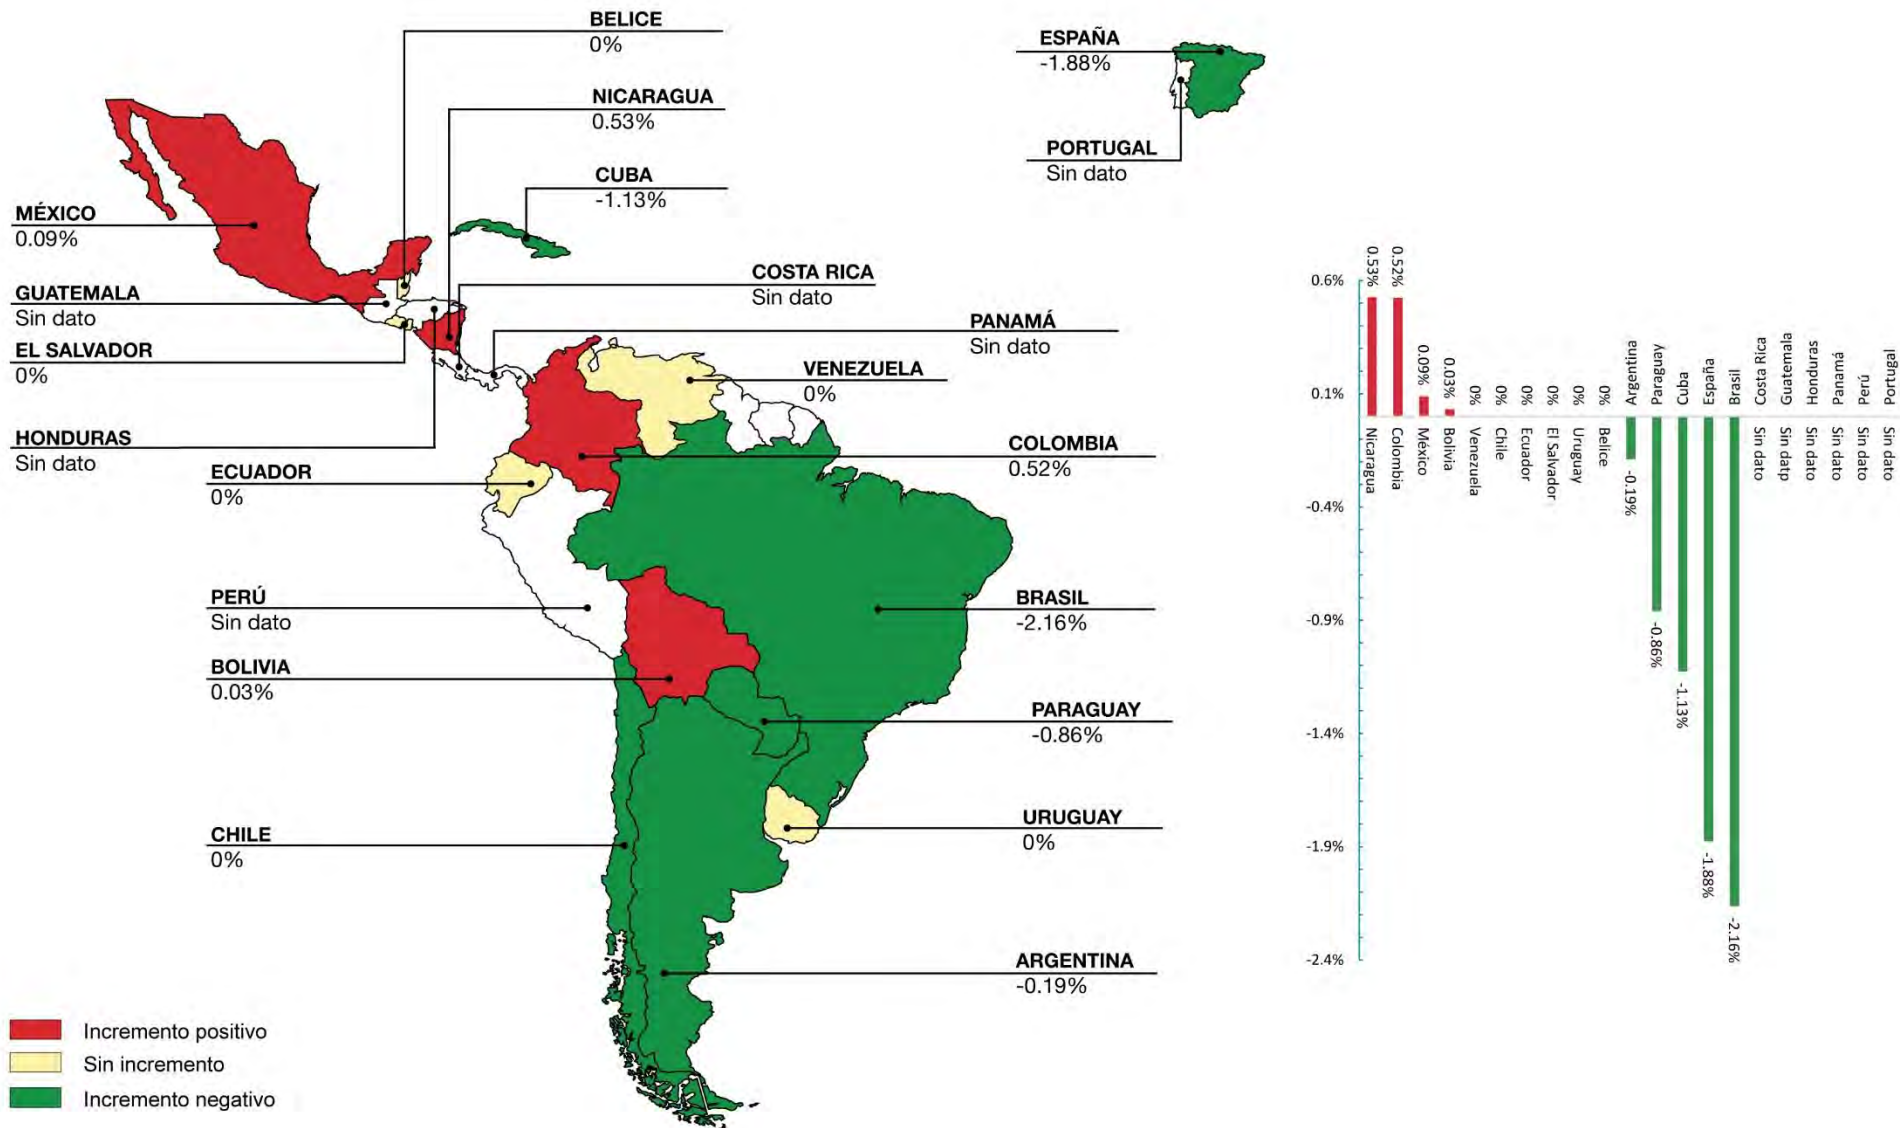 BELICE
0%
NICARAGUA
0.53%
CUBA
-1.13%
ESPAÑA
-1.88%
PORTUGAL
Sin dato
MÉXICO
0.09%
GUATEMALA
Sin dato
EL SALVADOR
0%
HONDURAS
Sin dato
COSTA RICA
Sin dato
PANAMÁ
Sin dato
VENEZUELA
0%
COLOMBIA
0.52%
ECUADOR
0%
PERÚ
Sin dato
BRASIL
-2.16%
BOLIVIA
0.03%
PARAGUAY
-0.86%
URUGUAY
0%
CHILE
0%
ARGENTINA
-0.19%
Incremento positivo
Sin incremento
Incremento negativo
0.6%
0.1%
-0.4%
-0.9%
-1.4%
-1.9%
-2.4%
0.53%
Nicaragua
0.52%
Colombia
0.09%
México
0.03%
Bolivia
0%
Venezuela
0%
Chile
0%
Ecuador
0%
El Salvador
0%
Uruguay
0%
Belice
Argentina
-0.19%
Paraguay
-0.86%
Cuba
-1.13%
España
-1.88%
Brasil
-2.16%
Costa Rica
Sin dato
Guatemala
Sin datp
Honduras
Sin dato
Panamá
Sin dato
Perú
Sin dato
Portugal
Sin dato